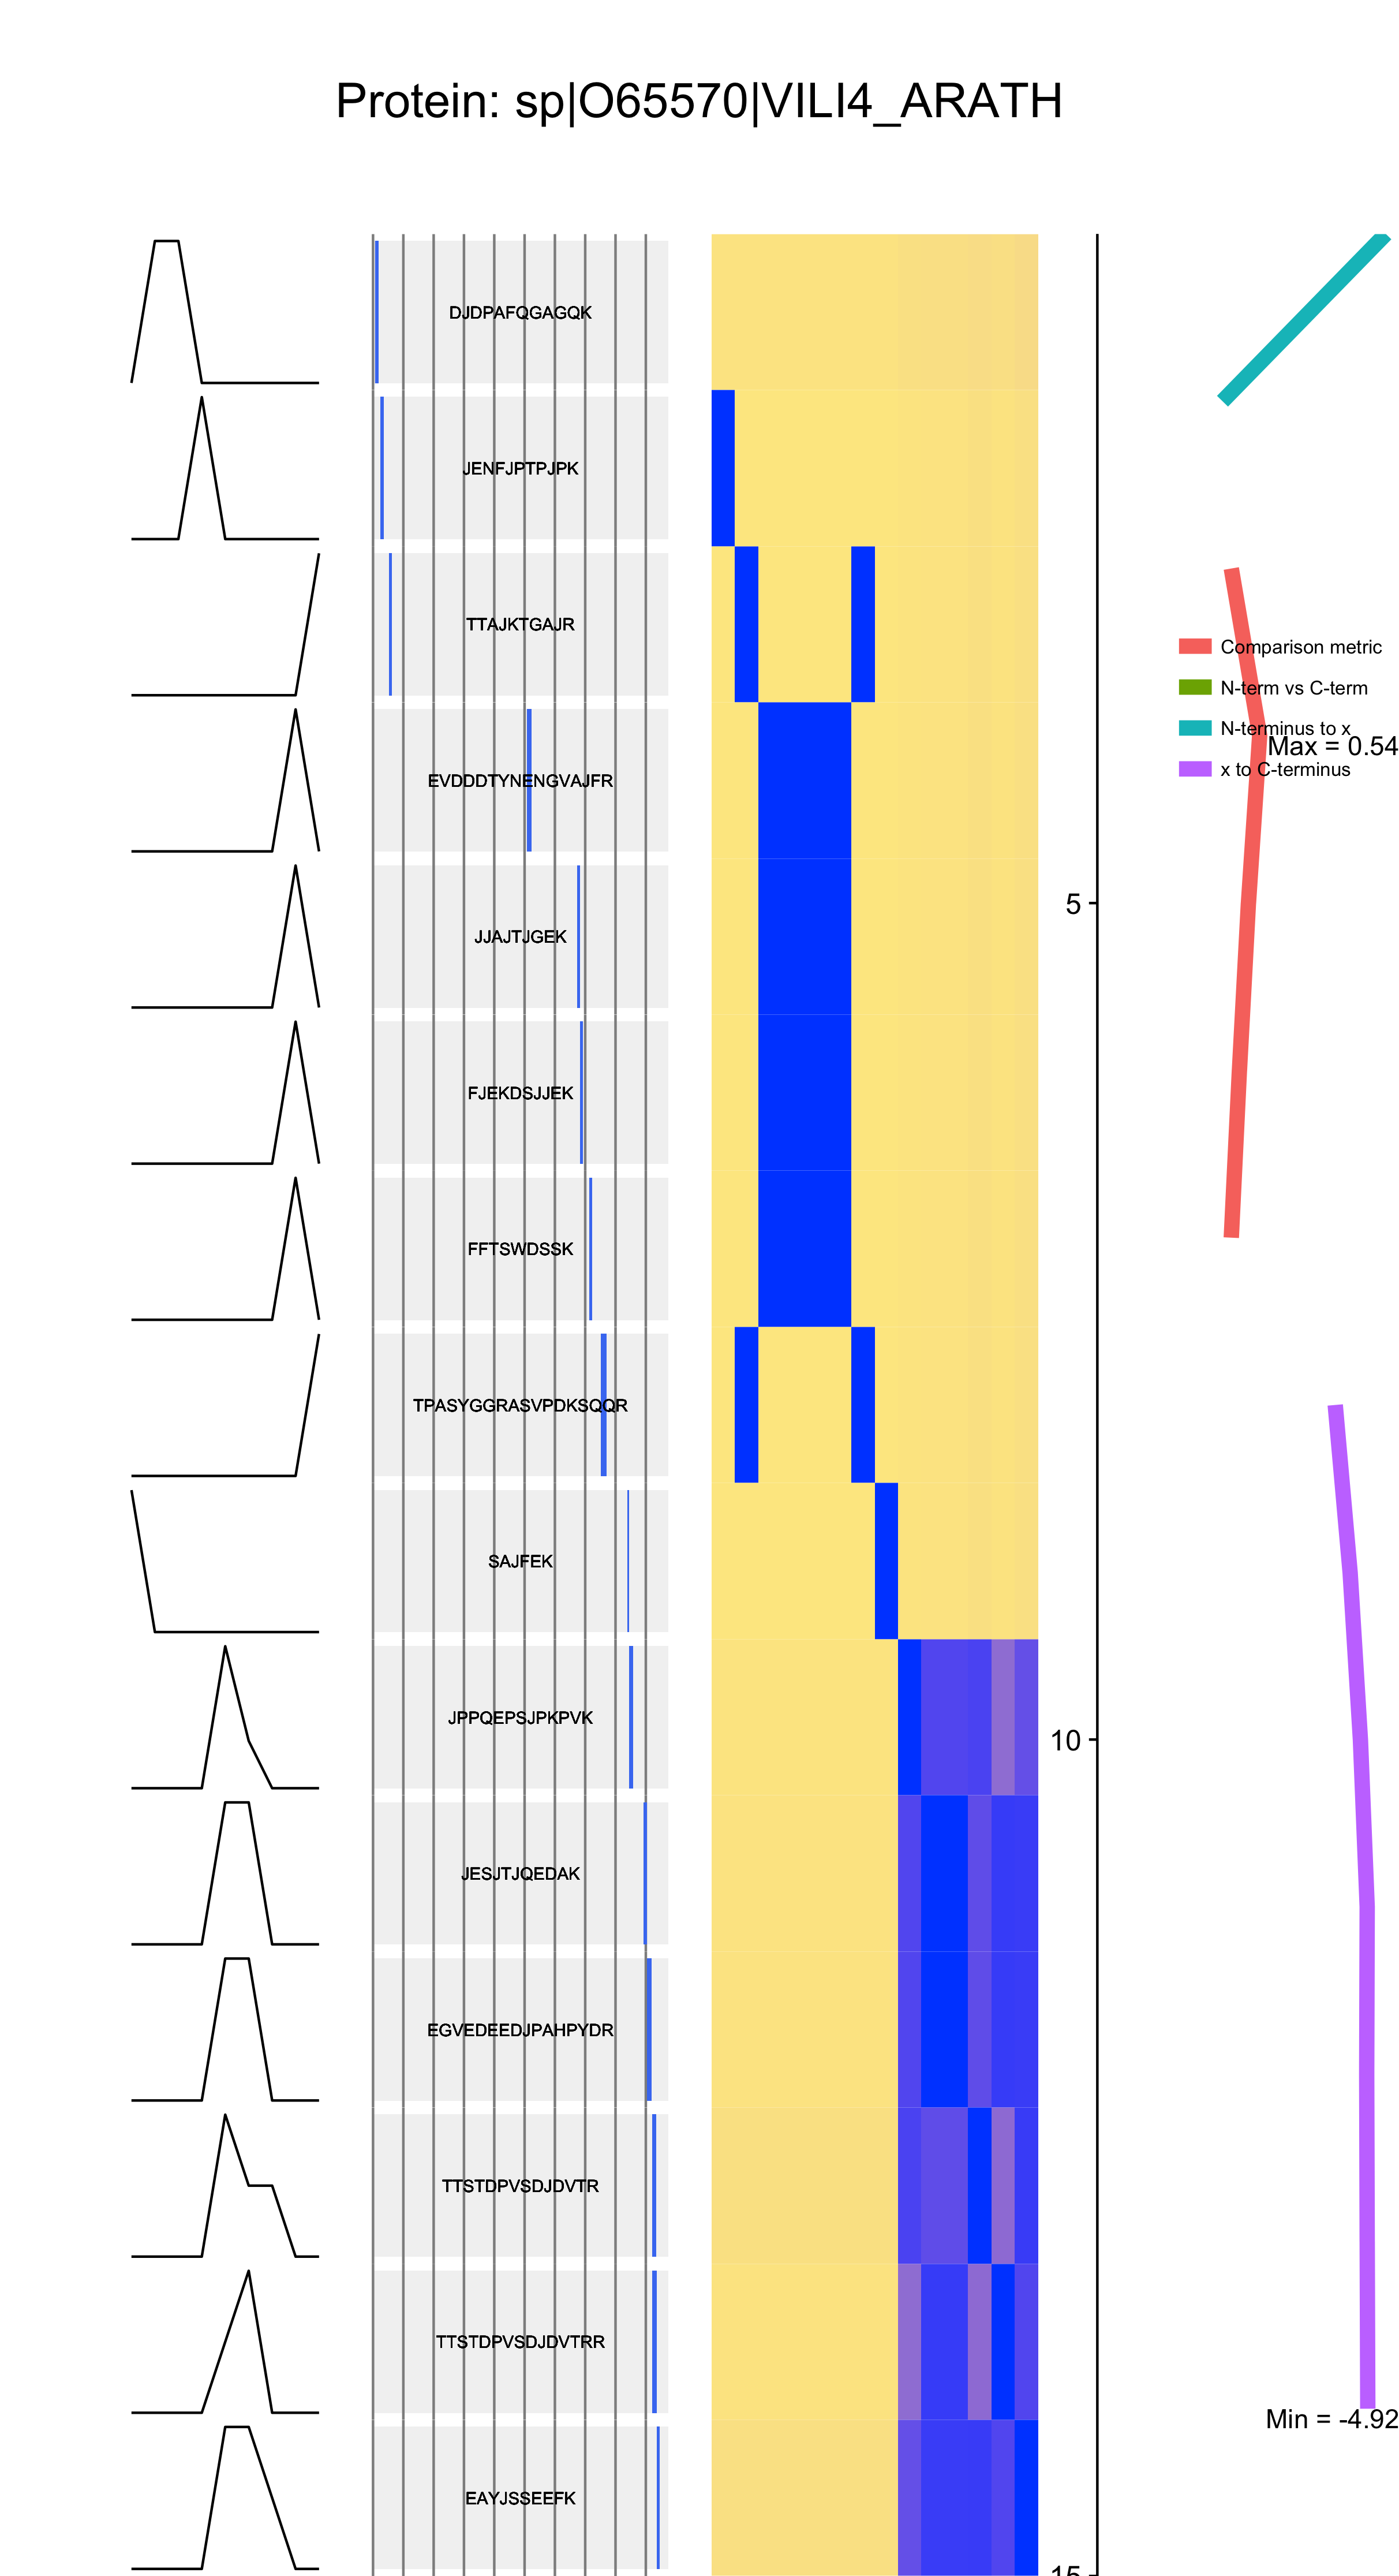 Protein: sp|O65570|VILI4_ARATH
DJDPAFQGAGQK
JENFJPTPJPK
TTAJKTGAJR
Comparison metric
N-term vs C-term
N-terminus to x
Max = 0.54
x to C-terminus
EVDDDTYNENGVAJFR
5
JJAJTJGEK
FJEKDSJJEK
FFTSWDSSK
TPASYGGRASVPDKSQQR
SAJFEK
JPPQEPSJPKPVK
10
JESJTJQEDAK
EGVEDEEDJPAHPYDR
TTSTDPVSDJDVTR
TTSTDPVSDJDVTRR
Min = -4.92
EAYJSSEEFK
15